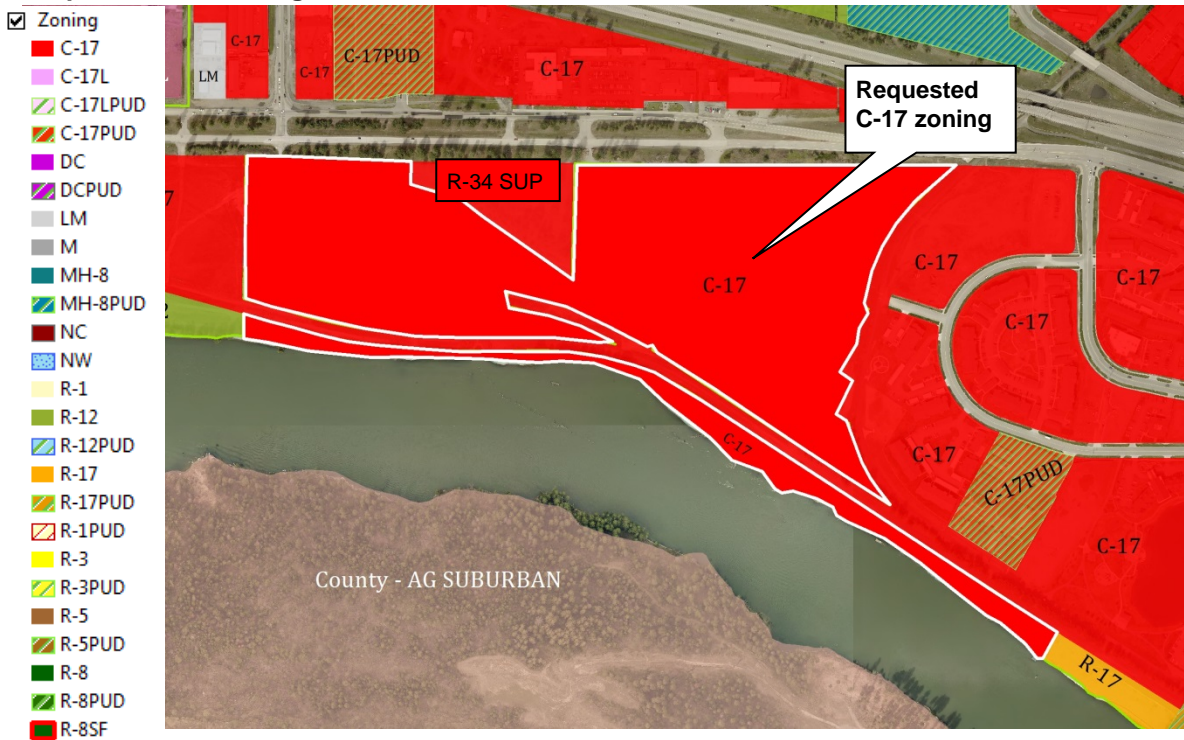 Zoning
C-17
C-17L
C-17LPUD
C-17PUD
DC
DCPUD
LM
M
MH-8
MH-8PUD
NC
NW
R-1
R-12
R-12PUD
R-17
R-17PUD
R-1PUD
R-3
R-3PUD
R-5
R-5PUD
R-8
R-8PUD
R-8SF
LM
C-17
C-17
C-17PUD
C-17
Requested
C-17 zoning
R-34 SUP
C-17
C-17
C-17
C-17
C-17
C-17
C-17PUD
C-17
R-17
County - AG SUBURBAN